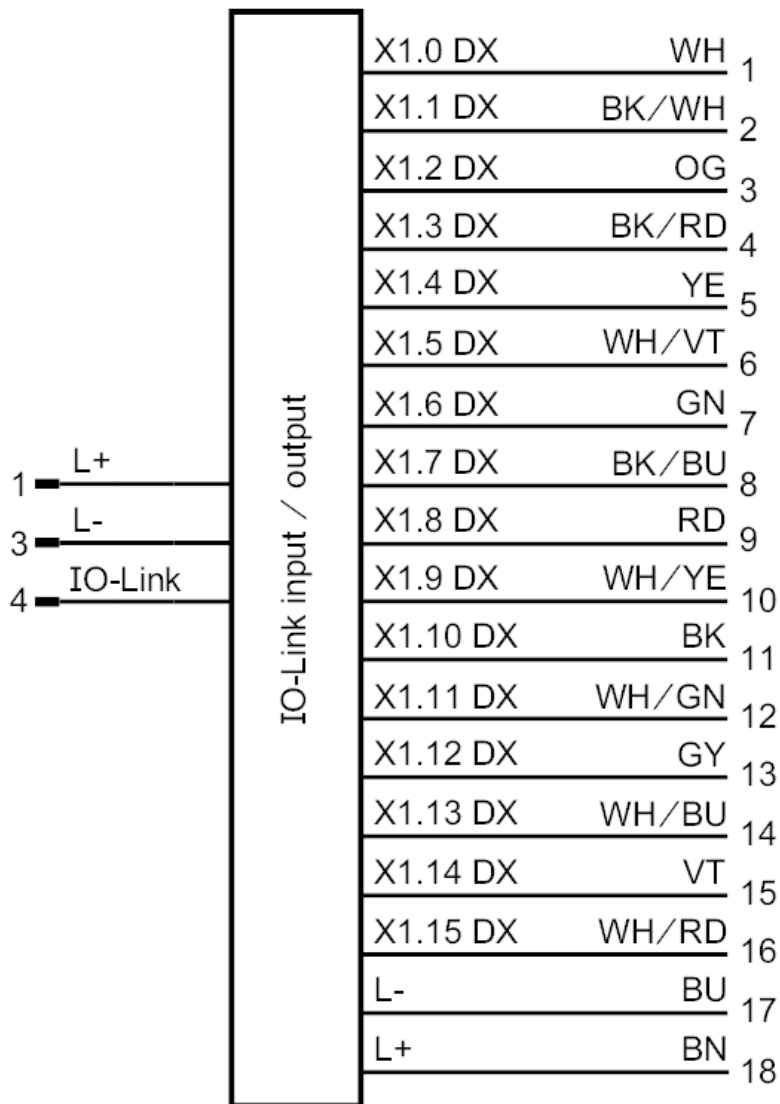 X1.0 DX WH 1
X1.1 DX BK/WH 2
X1.2 DX OG 3
X1.3 DX BK/RD 4
X1.4 DX YE 5
X1.5 DX WH/VT 6
X1.6 DX GN 7
X1.7 DX BK/BU 8
X1.8 DX RD 9
X1.9 DX WH/YE 10
X1.10 DX BK 11
X1.11 DX WH/GN 12
X1.12 DX GY 13
X1.13 DX WH/BU 14
X1.14 DX VT 15
X1.15 DX WH/RD 16
L- BU 17
L+ BN 18
1 L+
3 L-
4 IO-Link
IO-Link input / output